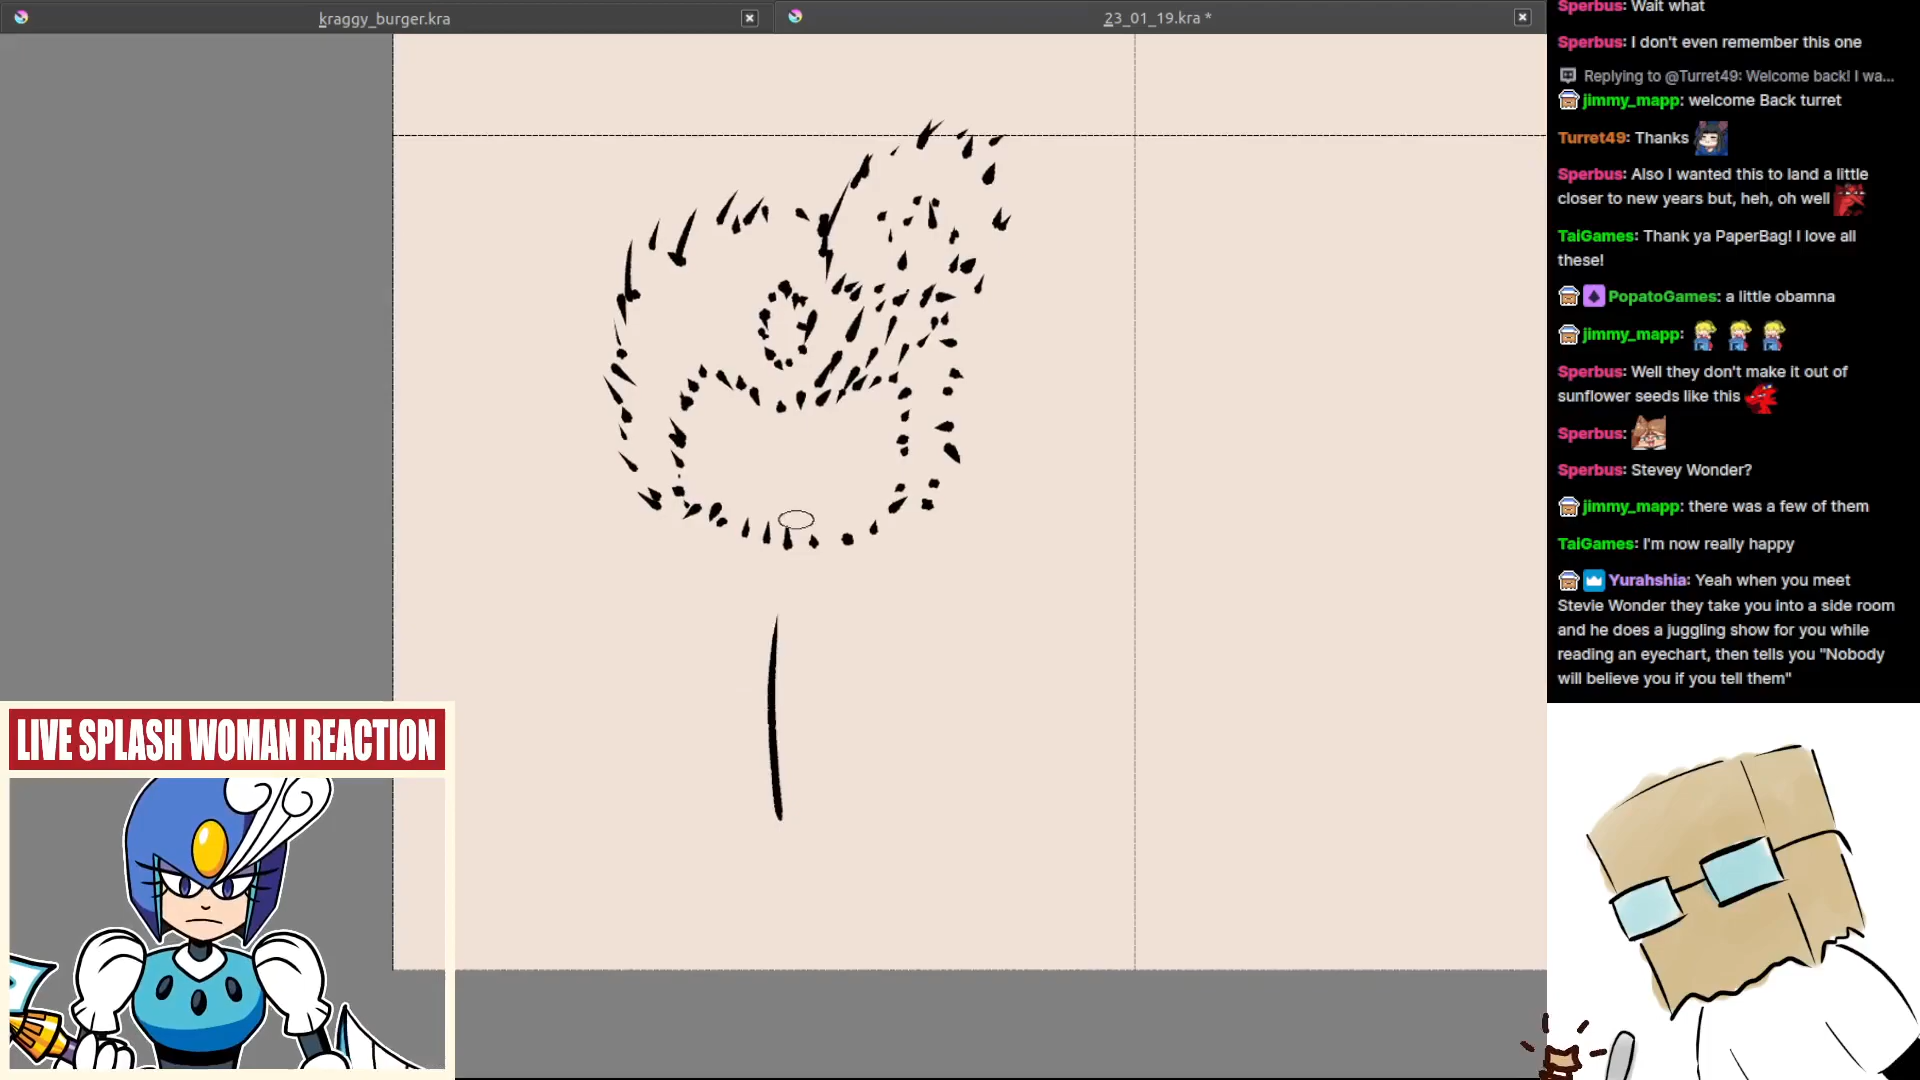 kraggy_burger.kra
23_01_19.kra *
Sperbus: Wait what
Sperbus: I don't even remember this one
Replying to @Turret49: Welcome back! I wa...
jimmy_mapp: welcome Back turret
Turret49: Thanks
Sperbus: Also I wanted this to land a little
closer to new years but, heh, oh well
TaiGames: Thank ya PaperBag! I love all
these!
PopatoGames: a little obamna
jimmy_mapp:
Sperbus: Well they don't make it out of
sunflower seeds like this
Sperbus:
Sperbus: Stevey Wonder?
jimmy_mapp: there was a few of them
TaiGames: I'm now really happy
Yurahshia: Yeah when you meet
Stevie Wonder they take you into a side room
and he does a juggling show for you while
reading an eyechart, then tells you "Nobody
will believe you if you tell them"
LIVE SPLASH WOMAN REACTION